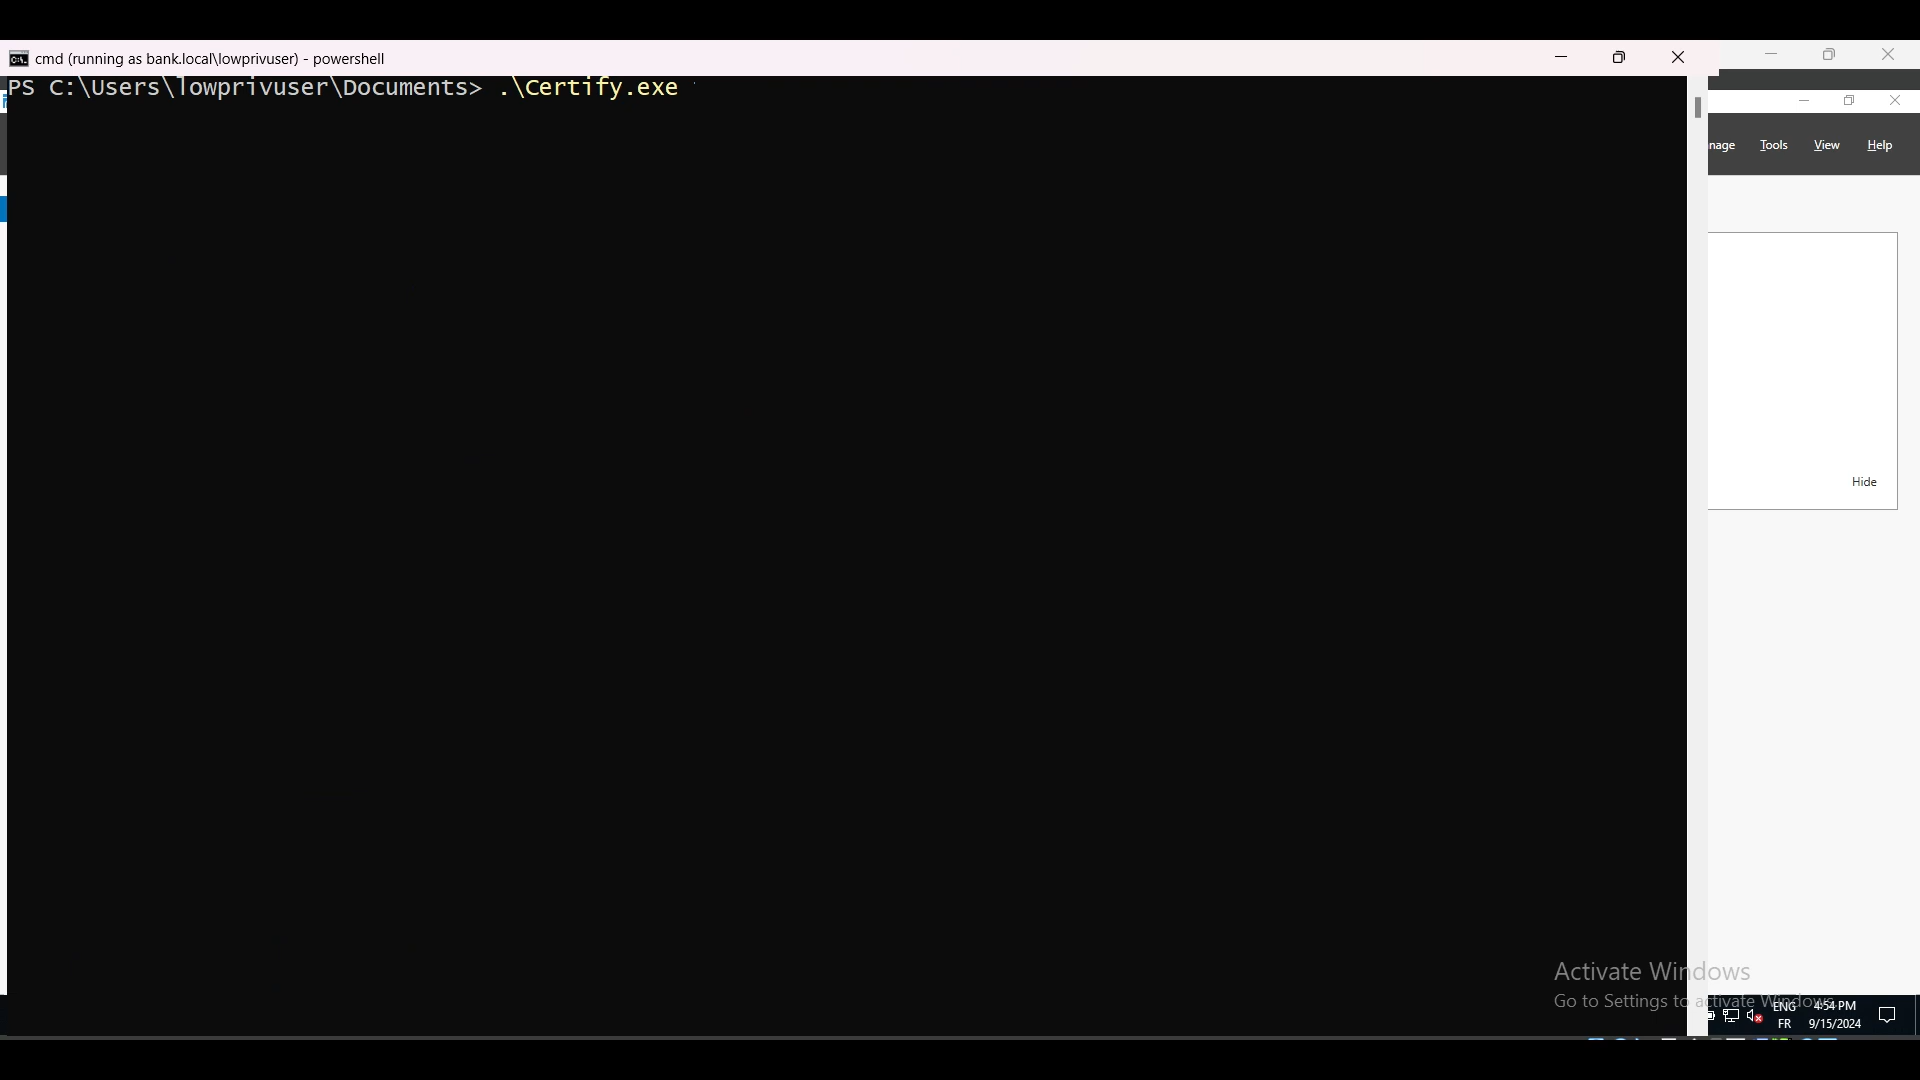 cmd (running as bank.local\lowprivuser) - powershell
PS C:\Users\lowprivuser\Documents> .\Certify.exe
Tools View Help
Hide
Activate Windows
Go to Settings to activate Windows.
ENG 4:54 PM
FR 9/15/2024